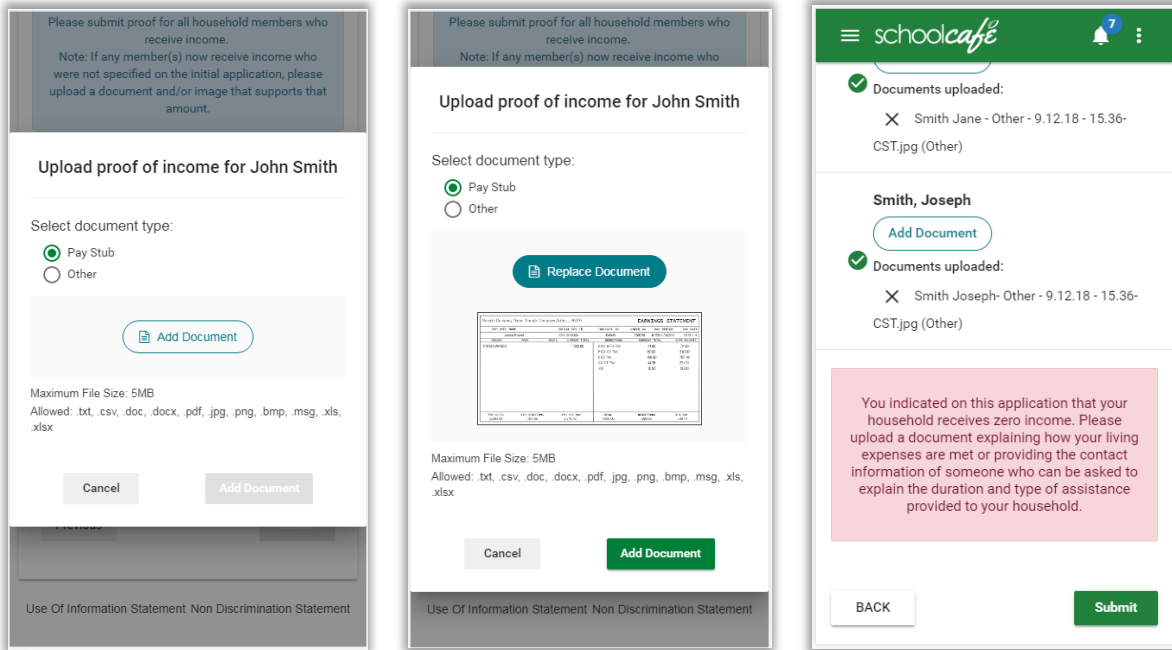 Please submit proof for all household members who
receive income.
Note: If any member(s) now receive income who
were not specified on the initial application, please
upload a document and/or image that supports that
amount.
Upload proof of income for John Smith
Select document type:
Pay Stub
Other
Add Document
Maximum File Size: 5MB
Allowed: .txt, .csv, .doc, .docx, .pdf, .jpg, .png, .bmp, .msg, .xls,
.xlsx
Cancel
Add Document
Previous
Use Of Information Statement Non Discrimination Statement
Please submit proof for all household members who
receive income.
Note: If any member(s) now receive income who
Upload proof of income for John Smith
Select document type:
Pay Stub
Other
Replace Document
EARNINGS STATEMENT
Maximum File Size: 5MB
Allowed: .txt, .csv, .doc, .docx, .pdf, .jpg, .png, .bmp, .msg, .xls,
.xlsx
Cancel
Add Document
Use Of Information Statement Non Discrimination Statement
schoolcafé
7
Documents uploaded:
Smith Jane - Other - 9.12.18 - 15.36-
CST.jpg (Other)
Smith, Joseph
Add Document
Documents uploaded:
Smith Joseph- Other - 9.12.18 - 15.36-
CST.jpg (Other)
You indicated on this application that your
household receives zero income. Please
upload a document explaining how your living
expenses are met or providing the contact
information of someone who can be asked to
explain the duration and type of assistance
provided to your household.
BACK
Submit